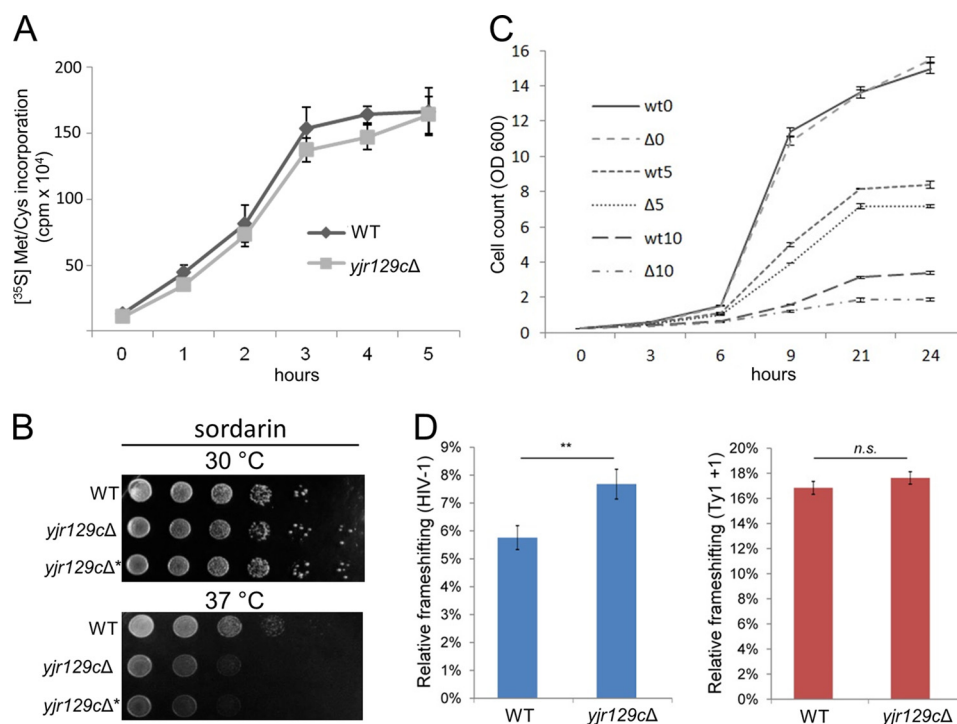 A
[³⁵S] Met/Cys incorporation
(cpm x 10⁴)
200
150
100
50
0
1
2
3
4
5
hours
WT
yjr129cΔ
C
Cell count (OD 600)
16
14
12
10
8
6
4
2
0
0
3
6
9
21
24
hours
wt0
Δ0
wt5
Δ5
wt10
Δ10
B
sordarin
30 °C
WT
yjr129cΔ
yjr129cΔ*
37 °C
WT
yjr129cΔ
yjr129cΔ*
D
Relative frameshifting (HIV-1)
9%
8%
7%
6%
5%
4%
3%
2%
1%
0%
**
WT
yjr129cΔ
Relative frameshifting (Ty1 +1)
20%
18%
16%
14%
12%
10%
8%
6%
4%
2%
0%
n.s.
WT
yjr129cΔ